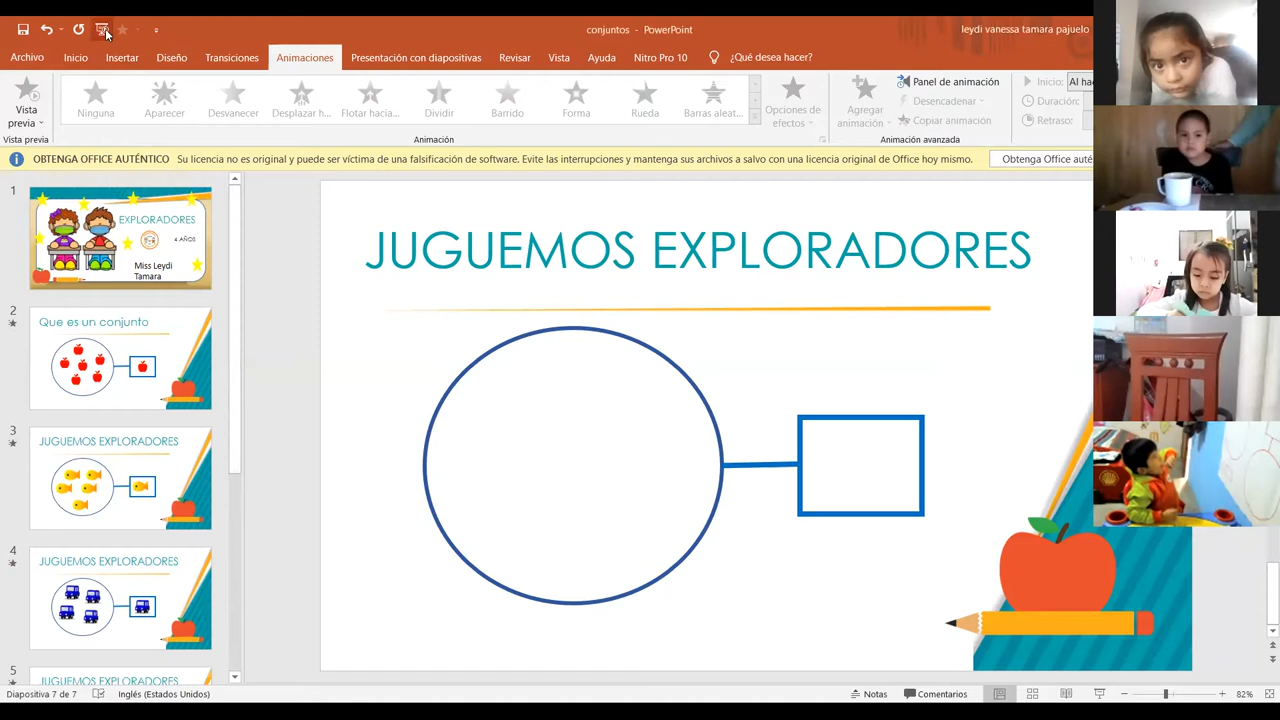 conjuntos - PowerPoint
leydi vanessa tamara pajuelo
Archivo
Inicio
Insertar
Diseño
Transiciones
Animaciones
Presentación con diapositivas
Revisar
Vista
Ayuda
Nitro Pro 10
¿Qué desea hacer?
Vista previa
Ninguna
Aparecer
Desvanecer
Desplazar h...
Flotar hacia...
Dividir
Barrido
Forma
Rueda
Barras aleat...
Opciones de efectos
Agregar animación
Panel de animación
Desencadenar
Copiar animación
Inicio:
Al hac
Duración:
Retraso:
Vista previa
Animación
Animación avanzada
OBTENGA OFFICE AUTÉNTICO
Su licencia no es original y puede ser víctima de una falsificación de software. Evite las interrupciones y mantenga sus archivos a salvo con una licencia original de Office hoy mismo.
Obtenga Office auté
1
EXPLORADORES
4 AÑOS
Miss Leydi
Tamara
2
Que es un conjunto
3
JUGUEMOS EXPLORADORES
4
JUGUEMOS EXPLORADORES
5
JUGUEMOS EXPLORADORES
JUGUEMOS EXPLORADORES
Diapositiva 7 de 7
Inglés (Estados Unidos)
Notas
Comentarios
82%